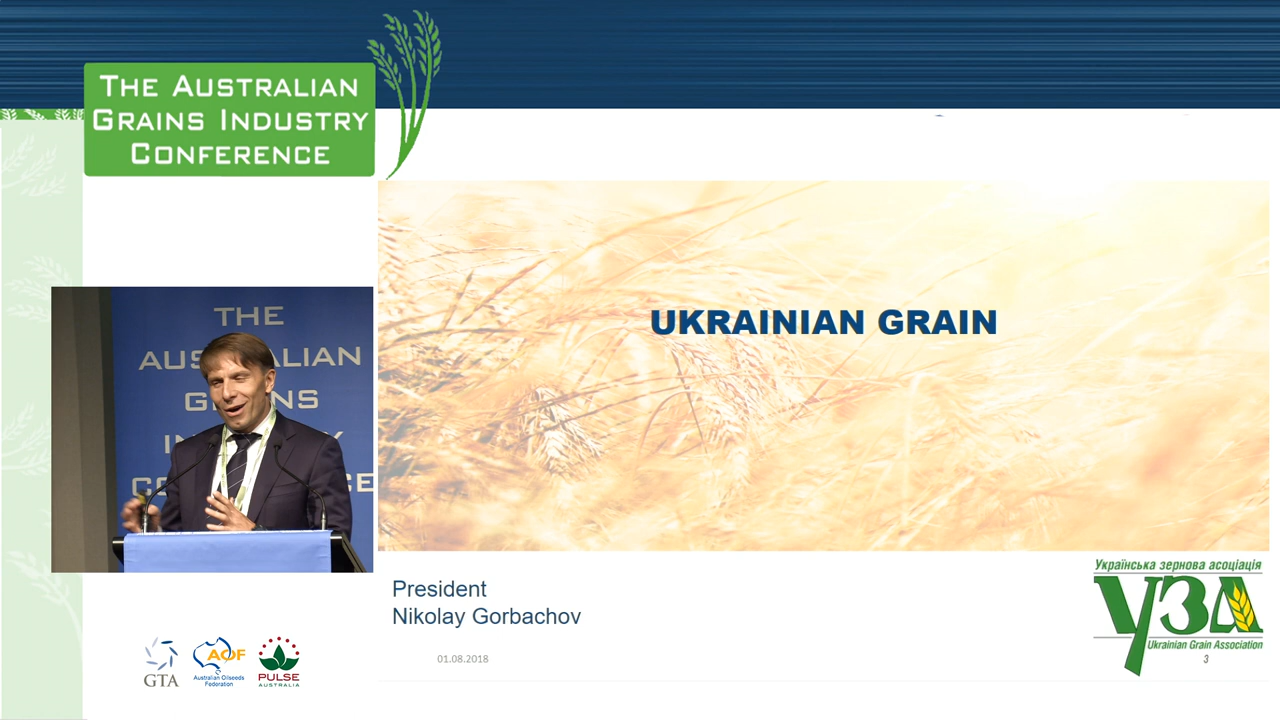 THE AUSTRALIAN
GRAINS INDUSTRY
CONFERENCE
THE
AUSTRALIAN
GRAINS
UKRAINIAN GRAIN
President
Nikolay Gorbachov
01.08.2018
Українська зернова асоціація
УЗА
Ukrainian Grain Association
3
GTA
AOF
Australian Oilseeds
Federation
PULSE
AUSTRALIA